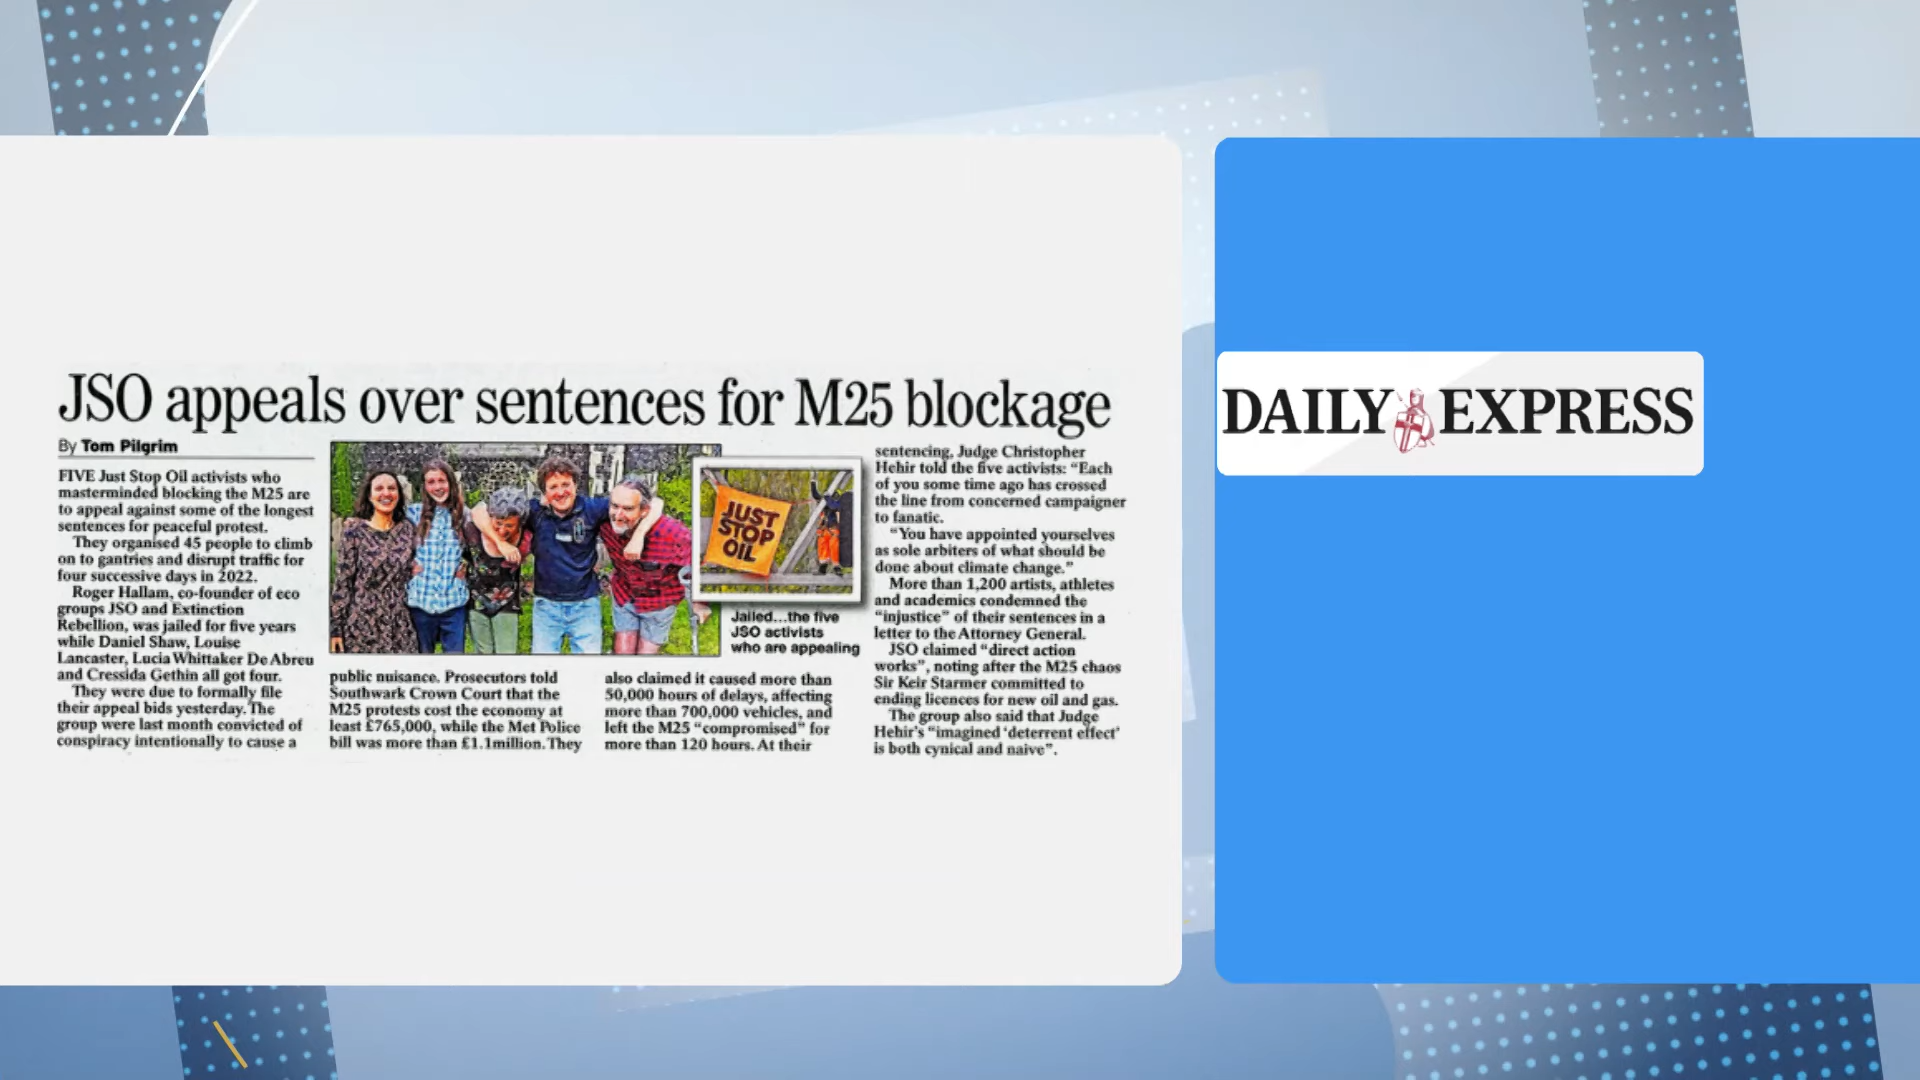 JSO appeals over sentences for M25 blockage
By Tom Pilgrim
FIVE Just Stop Oil activists who
masterminded blocking the M25 are
to appeal against some of the longest
sentences for peaceful protest.
They organised 45 people to climb
on to gantries and disrupt traffic for
four successive days in 2022.
Roger Hallam, co-founder of eco
groups JSO and Extinction
Rebellion, was jailed for five years
while Daniel Shaw, Louise
Lancaster, Lucia Whittaker De Abreu
and Cressida Gethin all got four.
They were due to formally file
their appeal bids yesterday. The
group were last month convicted of
conspiracy intentionally to cause a
JUST
STOP
OIL
Jailed...the five
JSO activists
who are appealing
public nuisance. Prosecutors told
Southwark Crown Court that the
M25 protests cost the economy at
least £765,000, while the Met Police
bill was more than £1.1million. They
also claimed it caused more than
50,000 hours of delays, affecting
more than 700,000 vehicles, and
left the M25 “compromised” for
more than 120 hours. At their
sentencing, Judge Christopher
Hehir told the five activists: “Each
of you some time ago has crossed
the line from concerned campaigner
to fanatic.
“You have appointed yourselves
as sole arbiters of what should be
done about climate change.”
More than 1,200 artists, athletes
and academics condemned the
“injustice” of their sentences in a
letter to the Attorney General.
JSO claimed “direct action
works”, noting after the M25 chaos
Sir Keir Starmer committed to
ending licences for new oil and gas.
The group also said that Judge
Hehir’s “imagined ‘deterrent effect’
is both cynical and naive”.
DAILY EXPRESS